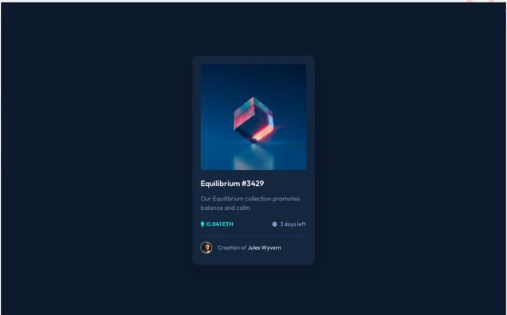 Equilibrium #3429
Our Equilibrium collection promotes
balance and calm.
0.041 ETH
3 days left
Creation of Jules Wyvern